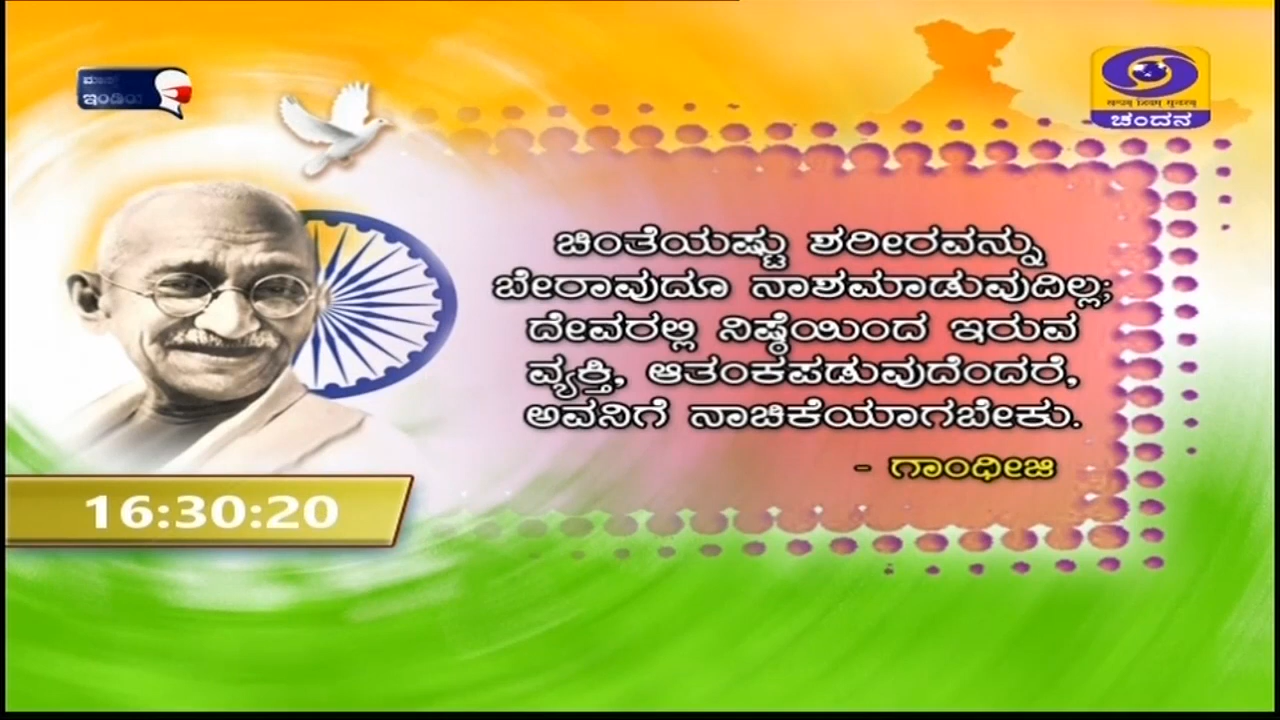 ಮಾಸ್ಕ್
ಇಂಡಿಯ
ಚಂದನ
ಚಿಂತೆಯಷ್ಟು ಶರೀರವನ್ನು
ಬೇರಾವುದೂ ನಾಶಮಾಡುವುದಿಲ್ಲ;
ದೇವರಲ್ಲಿ ನಿಷ್ಠೆಯಿಂದ ಇರುವ
ವ್ಯಕ್ತಿ, ಆತಂಕಪಡುವುದೆಂದರೆ,
ಅವನಿಗೆ ನಾಚಿಕೆಯಾಗಬೇಕು.
- ಗಾಂಧೀಜಿ
16:30:20